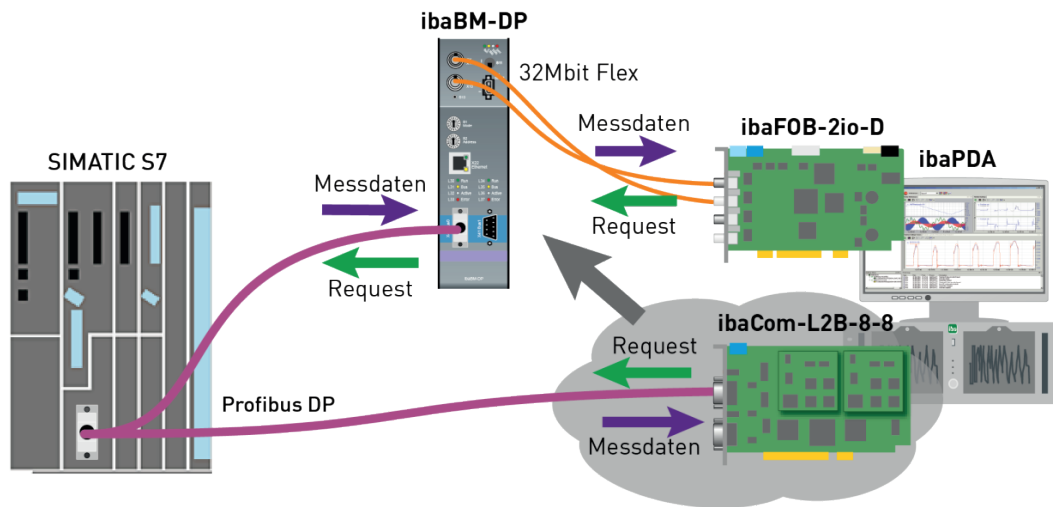 ibaBM-DP
32Mbit Flex
Messdaten
ibaFOB-2io-D
ibaPDA
SIMATIC S7
Messdaten
Request
Request
ibaCom-L2B-8-8
Request
Profibus DP
Messdaten
iba